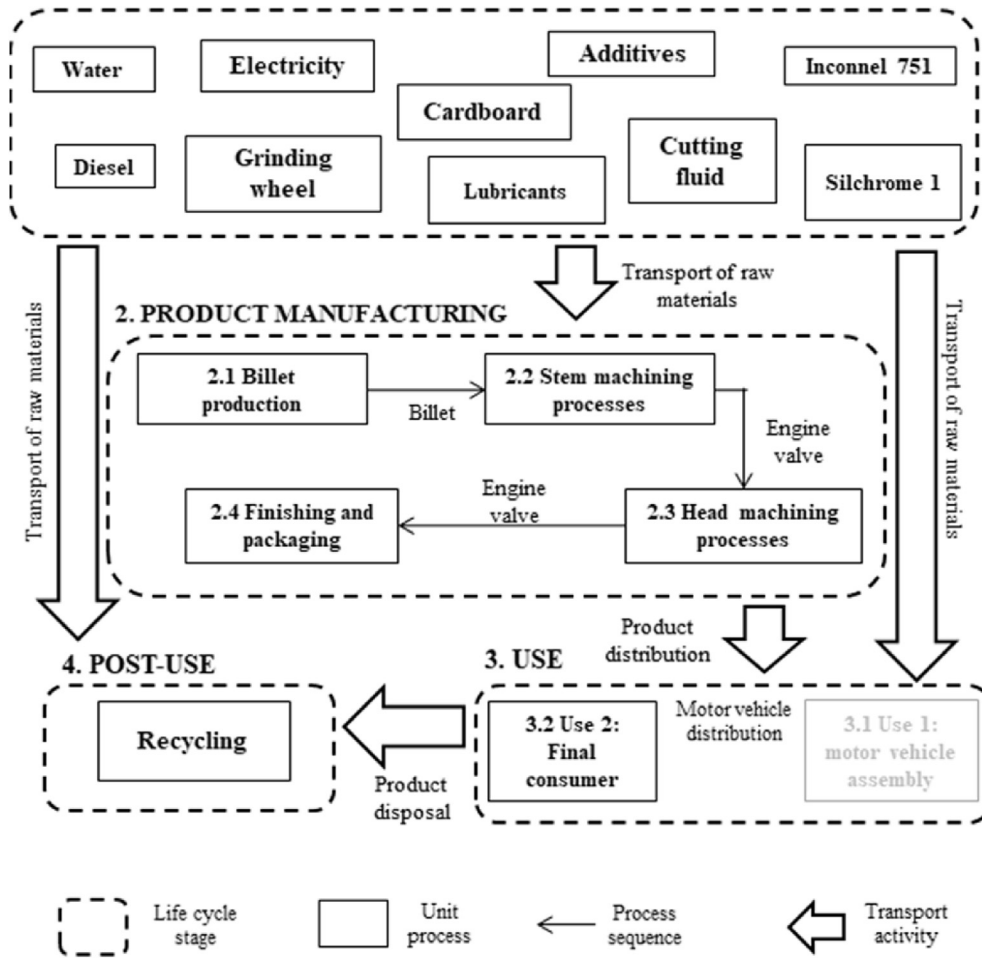 Water
Electricity
Additives
Inconnel 751
Cardboard
Diesel
Grinding
wheel
Lubricants
Cutting
fluid
Silchrome 1
Transport of raw materials
Transport of raw
materials
Transport of raw materials
2. PRODUCT MANUFACTURING
2.1 Billet
production
Billet
2.2 Stem machining
processes
Engine
valve
2.4 Finishing and
packaging
Engine
valve
2.3 Head machining
processes
Product
distribution
4. POST-USE
Recycling
Product
disposal
3. USE
3.2 Use 2:
Final
consumer
Motor vehicle
distribution
3.1 Use 1:
motor vehicle
assembly
Life cycle
stage
Unit
process
Process
sequence
Transport
activity